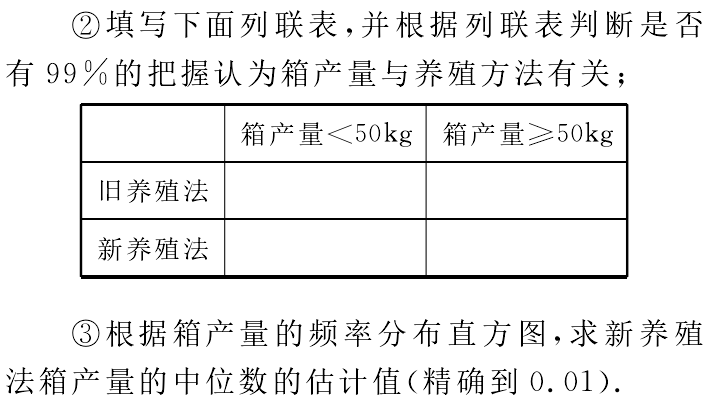 ②填写下面列联表,并根据列联表判断是否
有99%的把握认为箱产量与养殖方法有关;
箱产量<50kg 箱产量≥50kg
旧养殖法
新养殖法
③根据箱产量的频率分布直方图,求新养殖
法箱产量的中位数的估计值(精确到0.01).